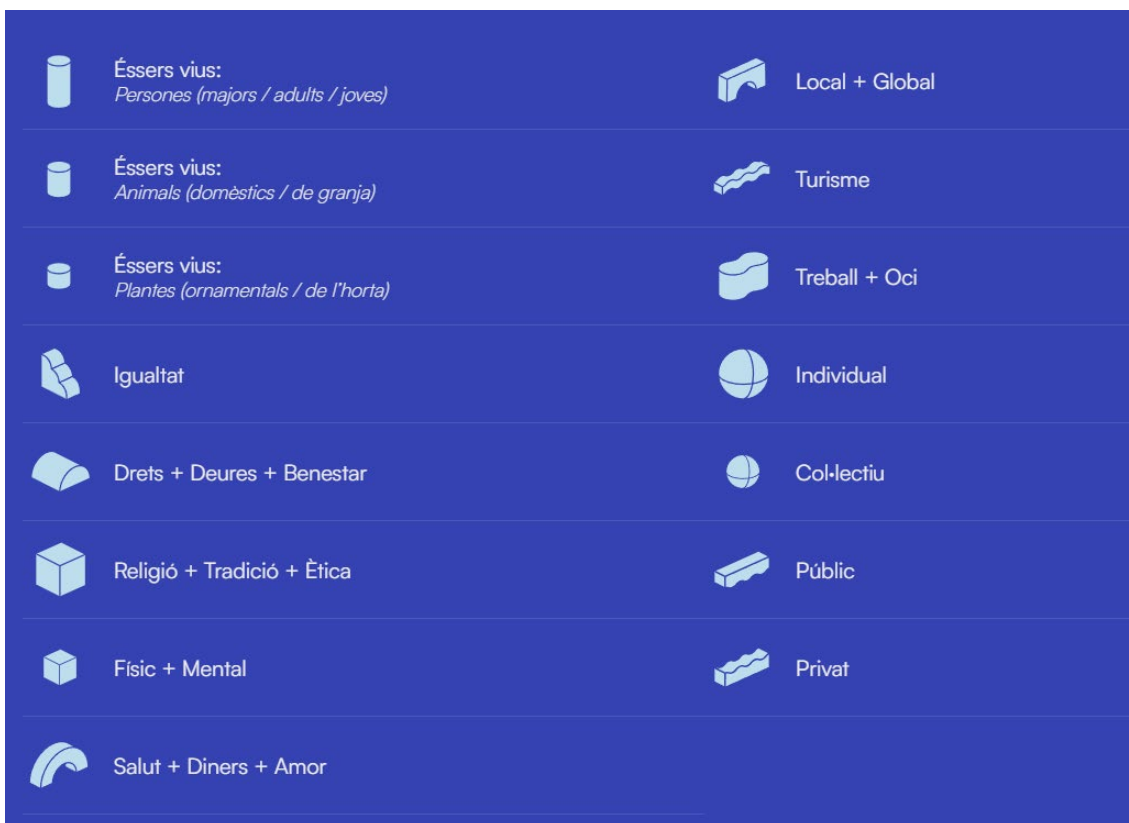 Éssers vius:
Persones (majors / adults / joves)
Éssers vius:
Animals (domèstics / de granja)
Éssers vius:
Plantes (ornamentals / de l'horta)
Igualtat
Drets + Deures + Benestar
Religió + Tradició + Ètica
Físic + Mental
Salut + Diners + Amor
Local + Global
Turisme
Treball + Oci
Individual
Col·lectiu
Públic
Privat